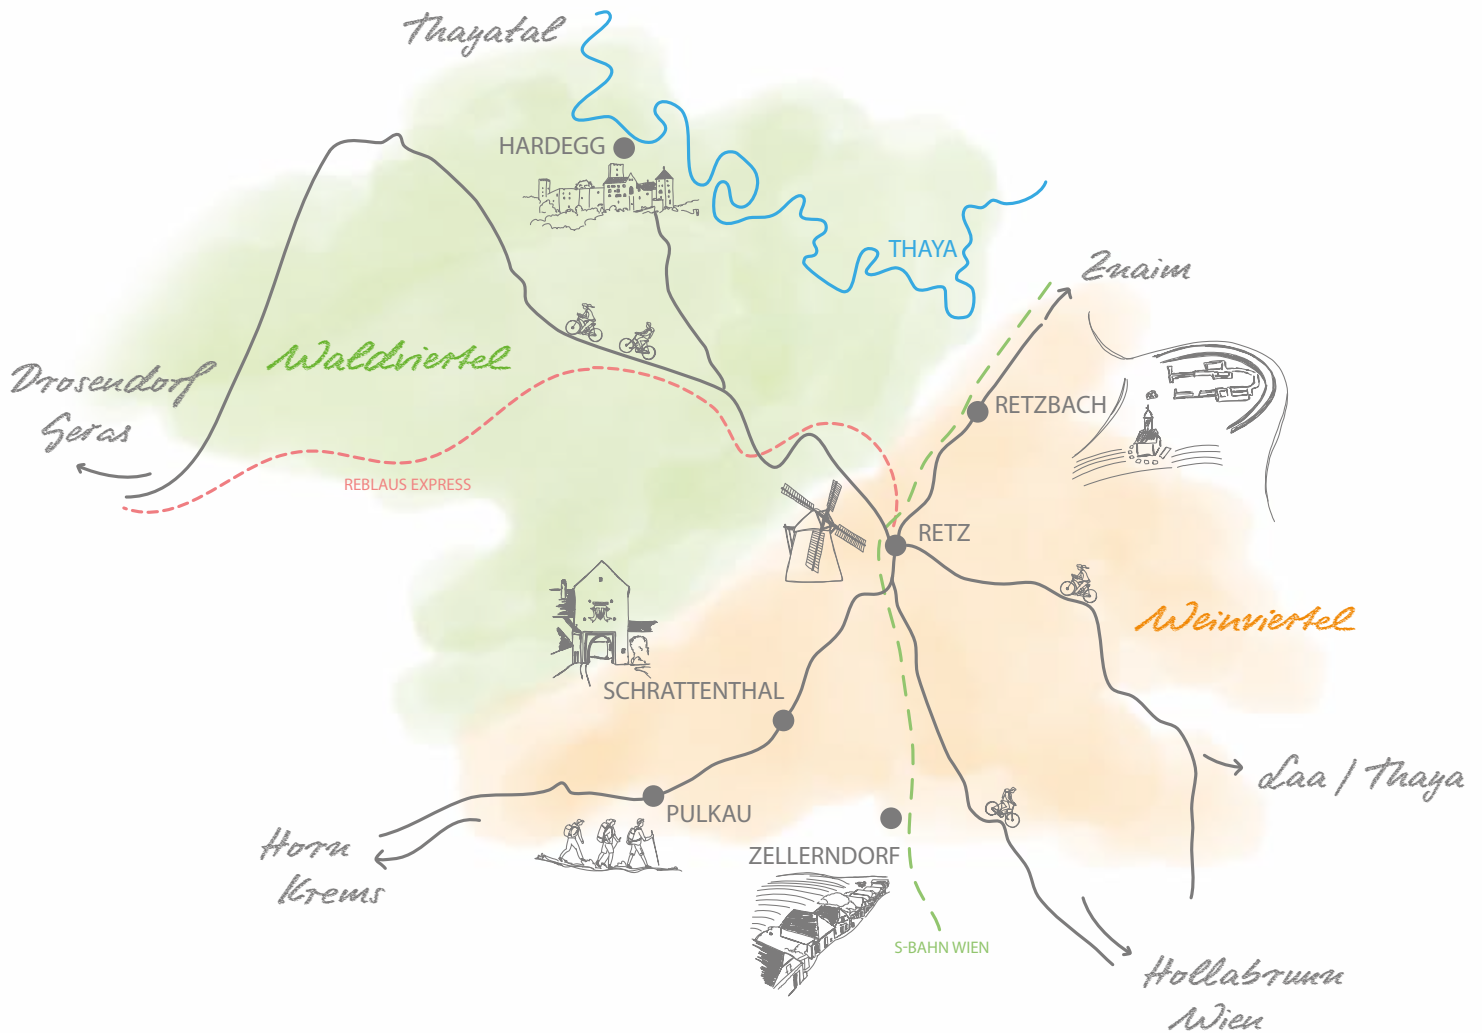 Thayatal
HARDEGG
THAYA
Znaim
Waldviertel
Drosendorf
Geras
RETZBACH
REBLAUS EXPRESS
RETZ
Weinviertel
SCHRATTENTHAL
Laa / Thaya
PULKAU
Horn
Krems
ZELLERNDORF
S-BAHN WIEN
Hollabrunn
Wien